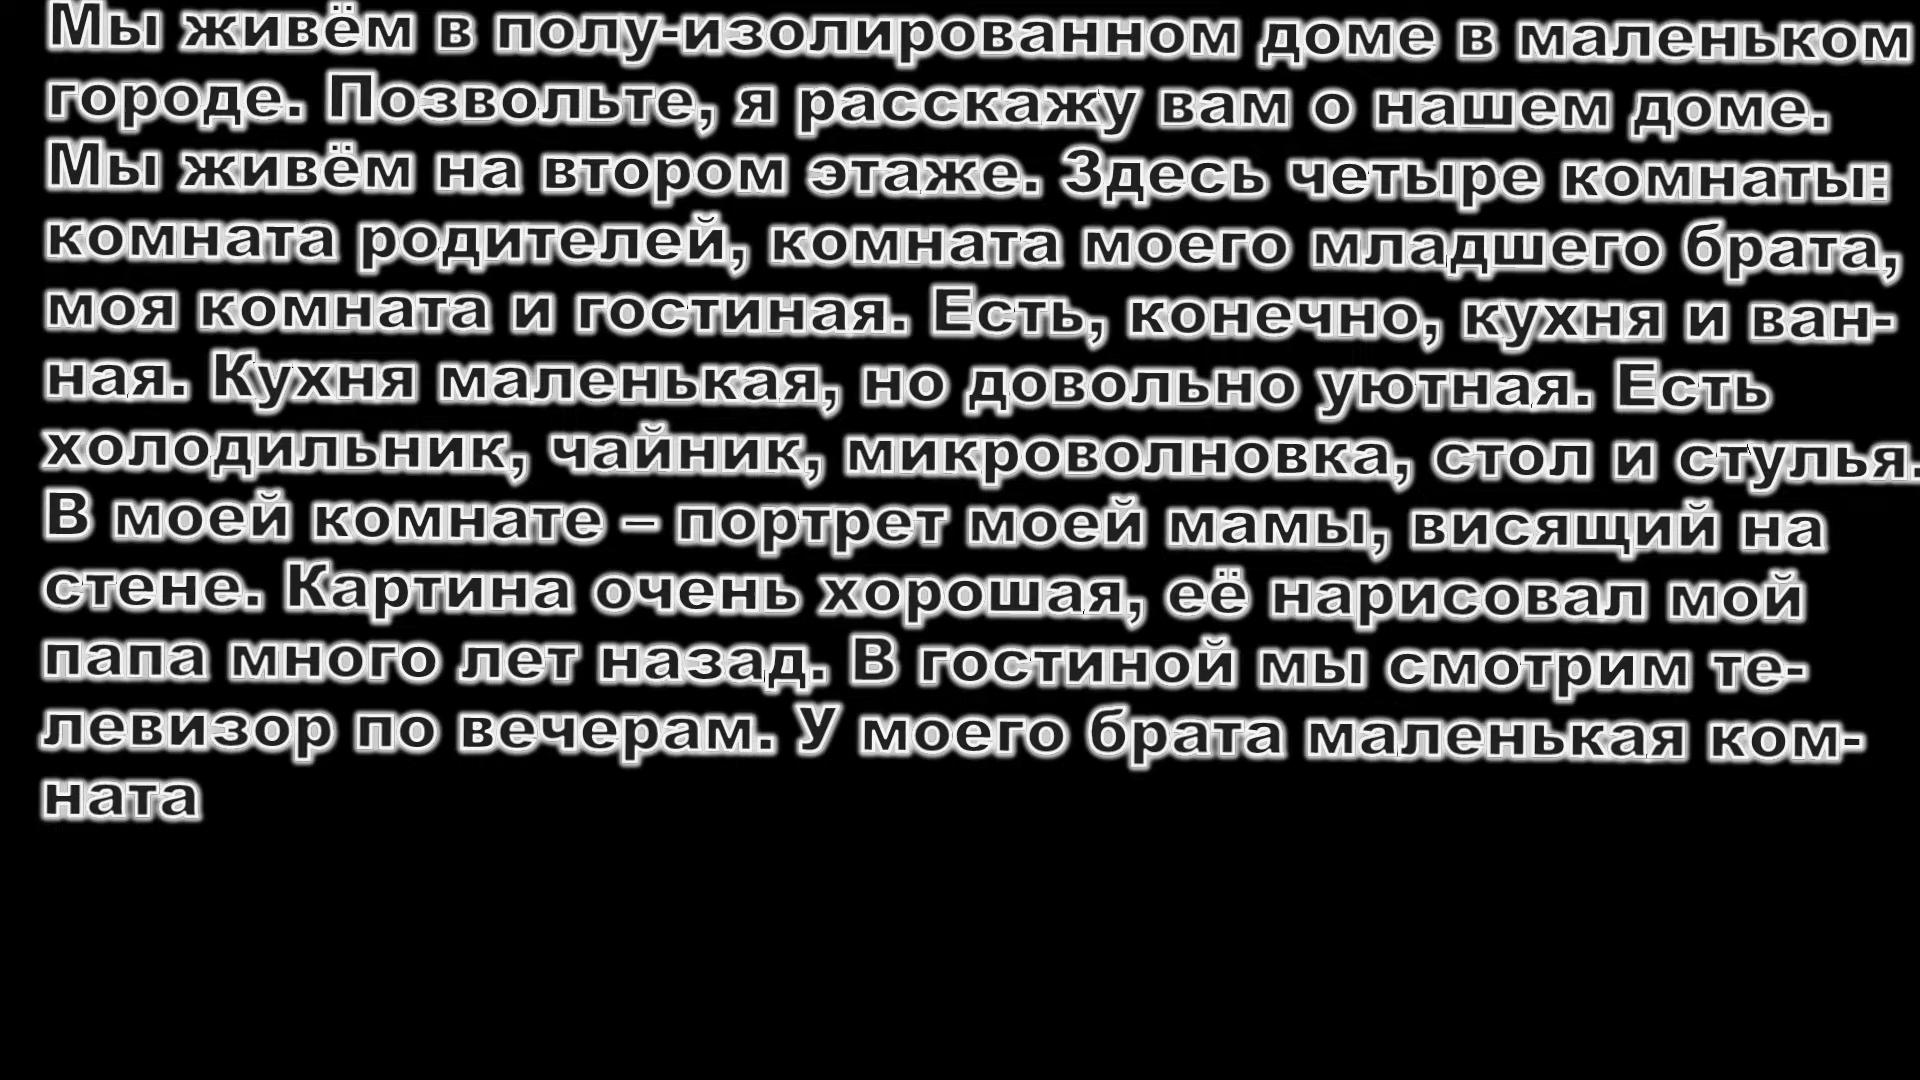 Мы живём в полу-изолированном доме в маленьком
городе. Позвольте, я расскажу вам о нашем доме.
Мы живём на втором этаже. Здесь четыре комнаты:
комната родителей, комната моего младшего брата,
моя комната и гостиная. Есть, конечно, кухня и ван-
ная. Кухня маленькая, но довольно уютная. Есть
холодильник, чайник, микроволновка, стол и стулья.
В моей комнате – портрет моей мамы, висящий на
стене. Картина очень хорошая, её нарисовал мой
папа много лет назад. В гостиной мы смотрим те-
левизор по вечерам. У моего брата маленькая ком-
ната